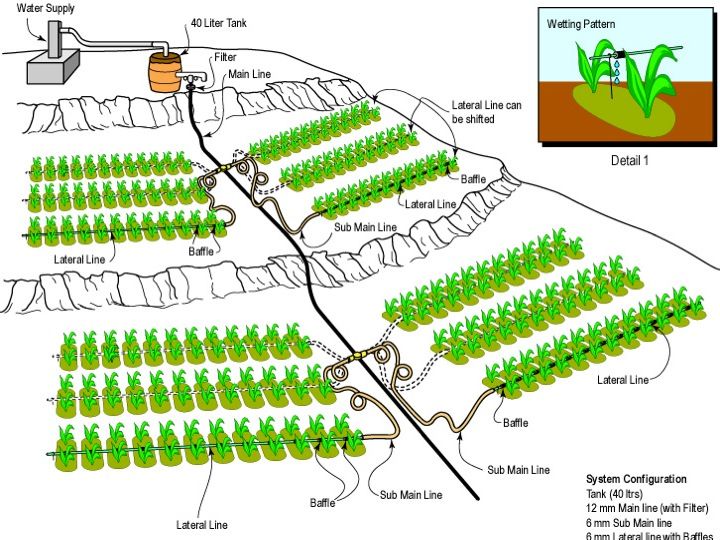 Water Supply
40 Liter Tank
Filter
Main Line
Wetting Pattern
Detail 1
Lateral Line can
be shifted
Baffle
Lateral Line
Sub Main Line
Baffle
Lateral Line
Lateral Line
Baffle
Sub Main Line
Sub Main Line
Baffle
Lateral Line
System Configuration
Tank (40 ltrs)
12 mm Main line (with Filter)
6 mm Sub Main line
6 mm Lateral line with Baffles